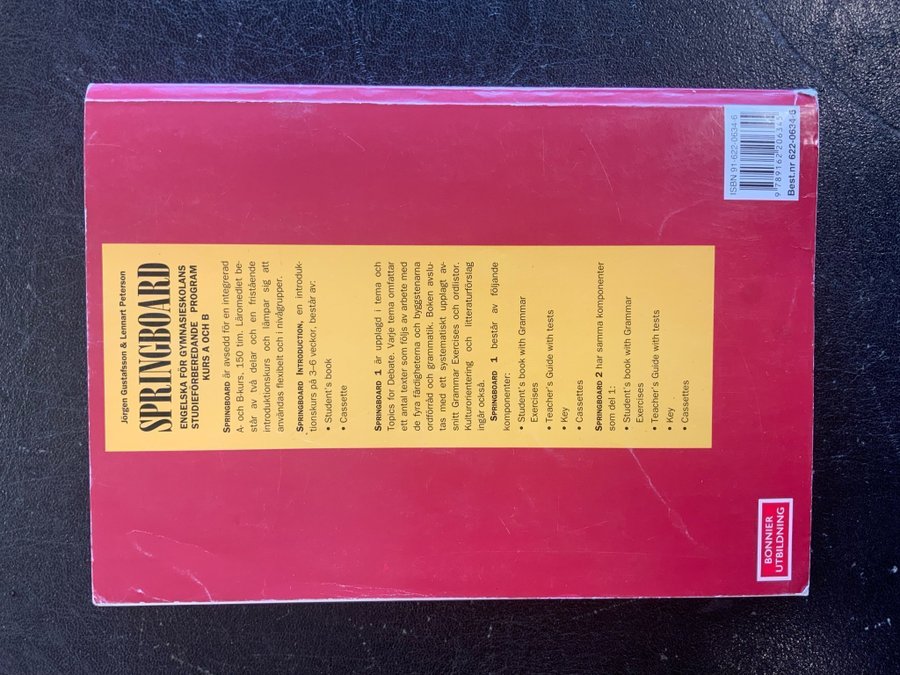 Jörgen Gustafsson & Lennart Peterson
SPRINGBOARD
ENGELSKA FÖR GYMNASIESKOLANS
STUDIEFÖRBEREDANDE PROGRAM
KURS A OCH B
SPRINGBOARD är avsedd för en integrerad
A- och B-kurs, 150 tim. Läromedlet be-
står av två delar och en fristående
introduktionskurs och lämpar sig att
användas flexibelt och i nivågrupper.
SPRINGBOARD INTRODUCTION, en introduk-
tionskurs på 3–6 veckor, består av:
• Student's book
• Cassette
SPRINGBOARD 1 är upplagd i tema och
Topics for Debate. Varje tema omfattar
ett antal texter som följs av arbete med
de fyra färdigheterna och byggstenarna
ordförråd och grammatik. Boken avslu-
tas med ett systematiskt upplagt av-
snitt Grammar Exercises och ordlistor.
Kulturorientering och litteraturförslag
ingår också.
SPRINGBOARD 1 består av följande
komponenter:
• Student's book with Grammar
Exercises
• Teacher's Guide with tests
• Key
• Cassettes
SPRINGBOARD 2 har samma komponenter
som del 1:
• Student's book with Grammar
Exercises
• Teacher's Guide with tests
• Key
• Cassettes
BONNIER
UTBILDNING
ISBN 91-622-0634-6
9 789162 206345
Best.nr 622-0634-6